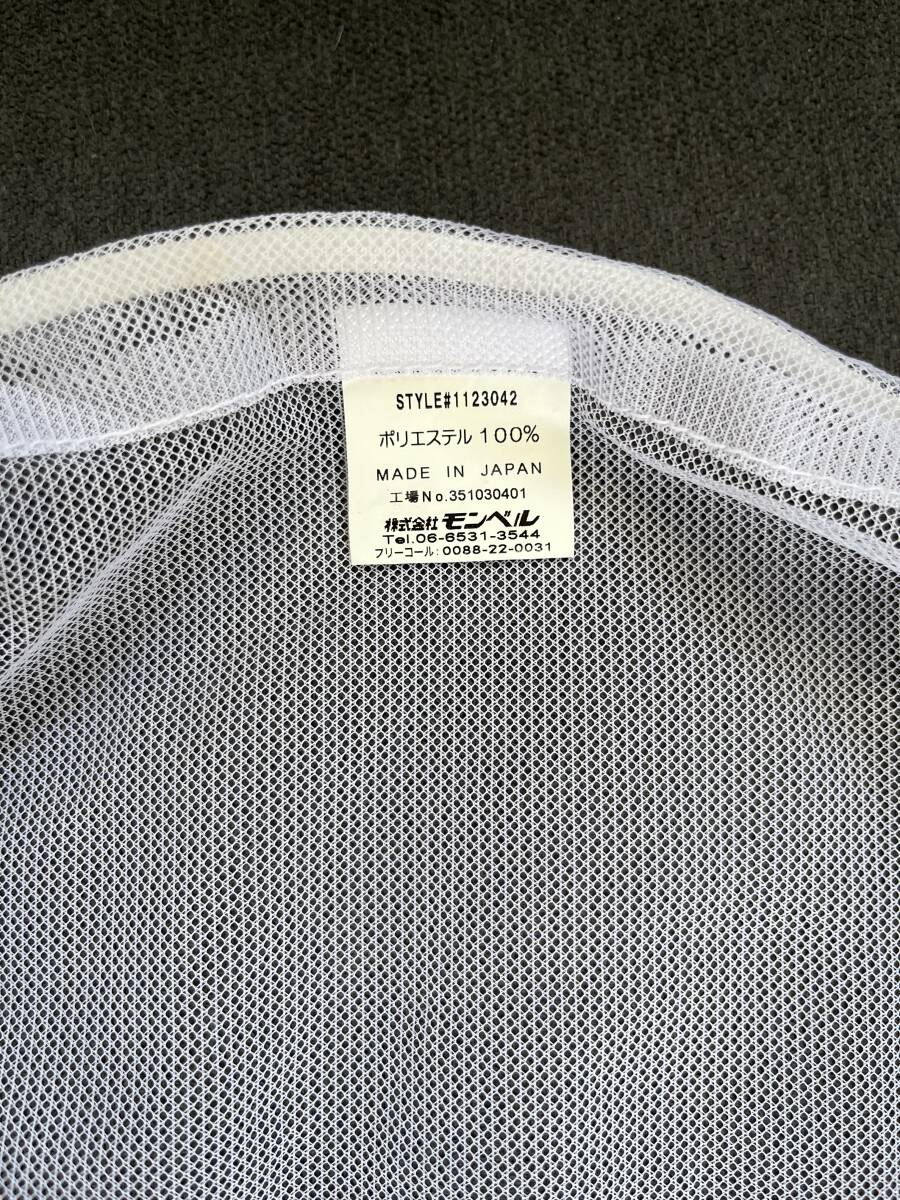 STYLE#1123042
ポリエステル 100%
MADE IN JAPAN
工場No.351030401
株式会社 モンベル
Tel.06-6531-3544
フリーコール:0088-22-0031